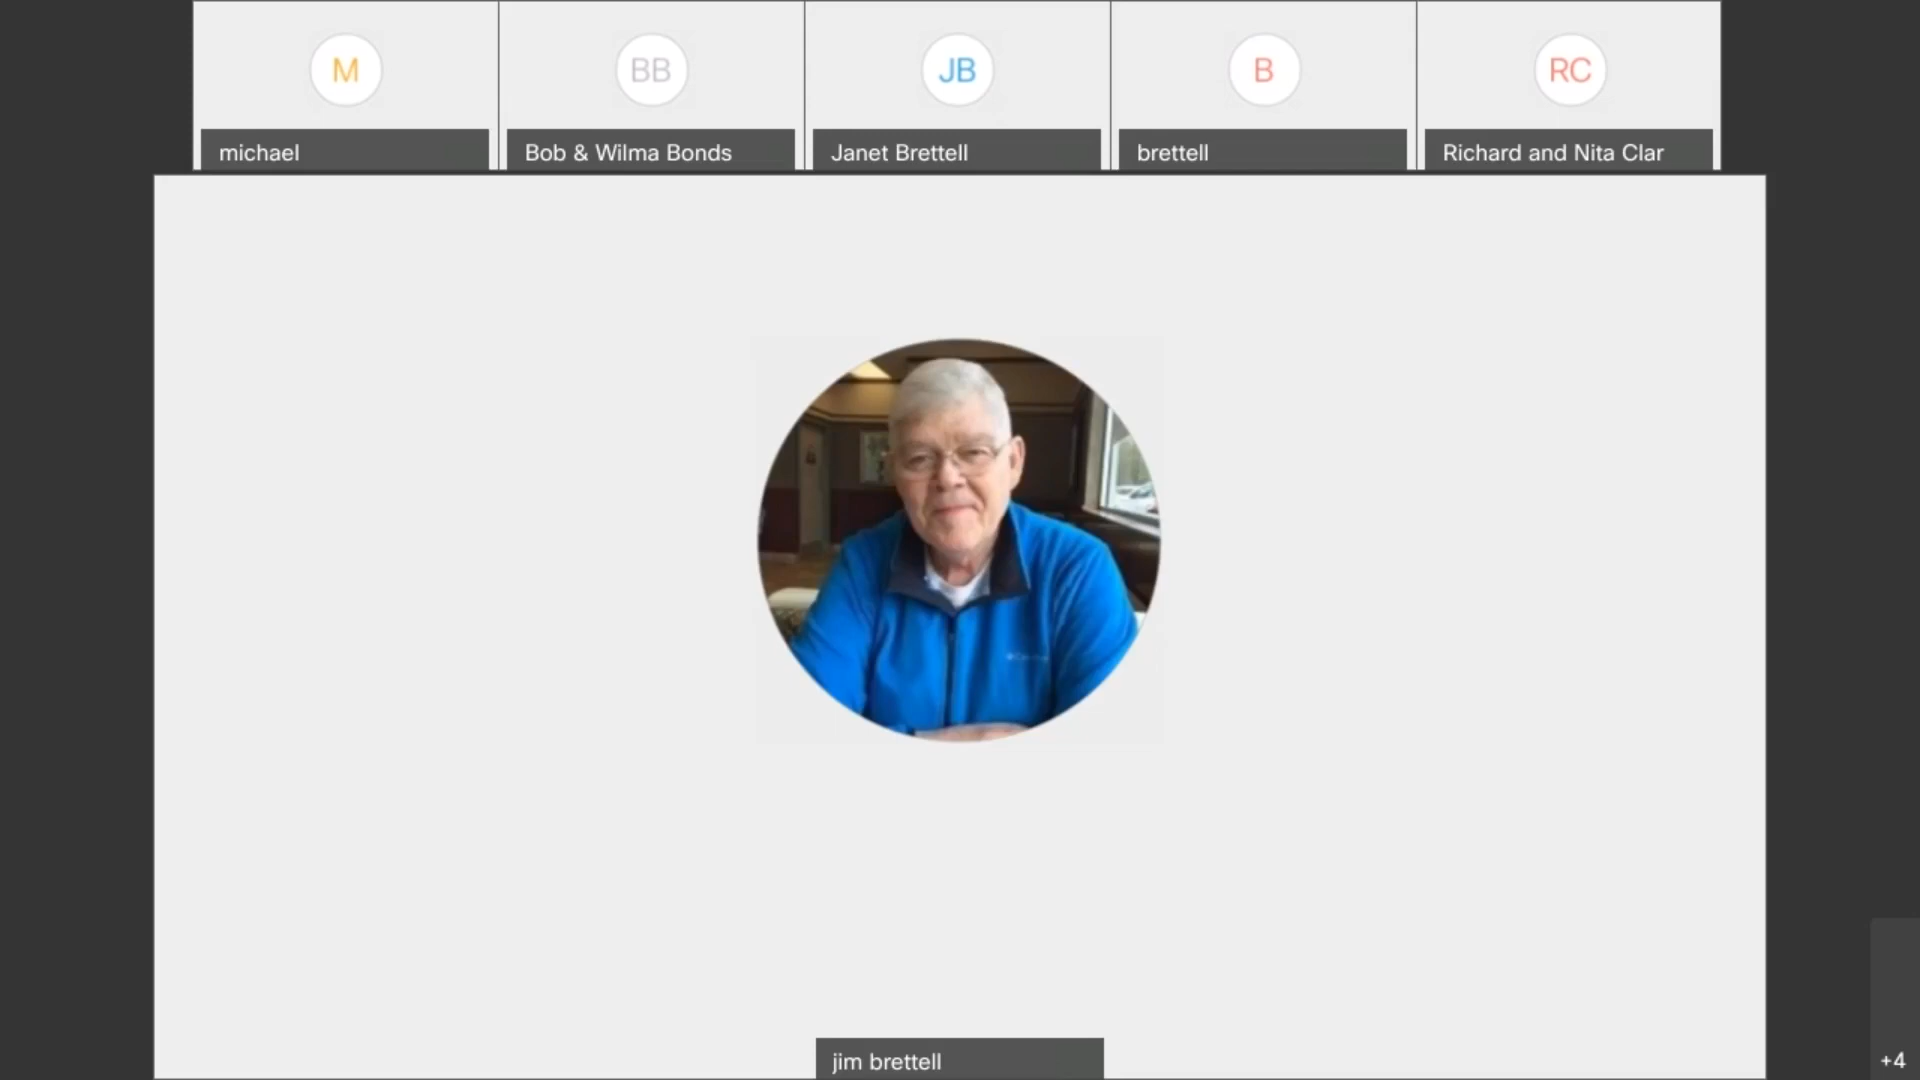 M
BB
JB
B
RC
michael
Bob & Wilma Bonds
Janet Brettell
brettell
Richard and Nita Clar
jim brettell
+4